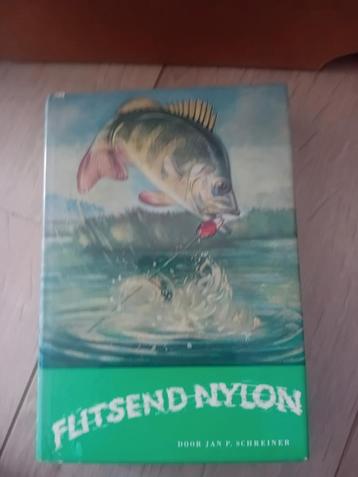 FLITSEND NYLON
DOOR JAN P. SCHREINER